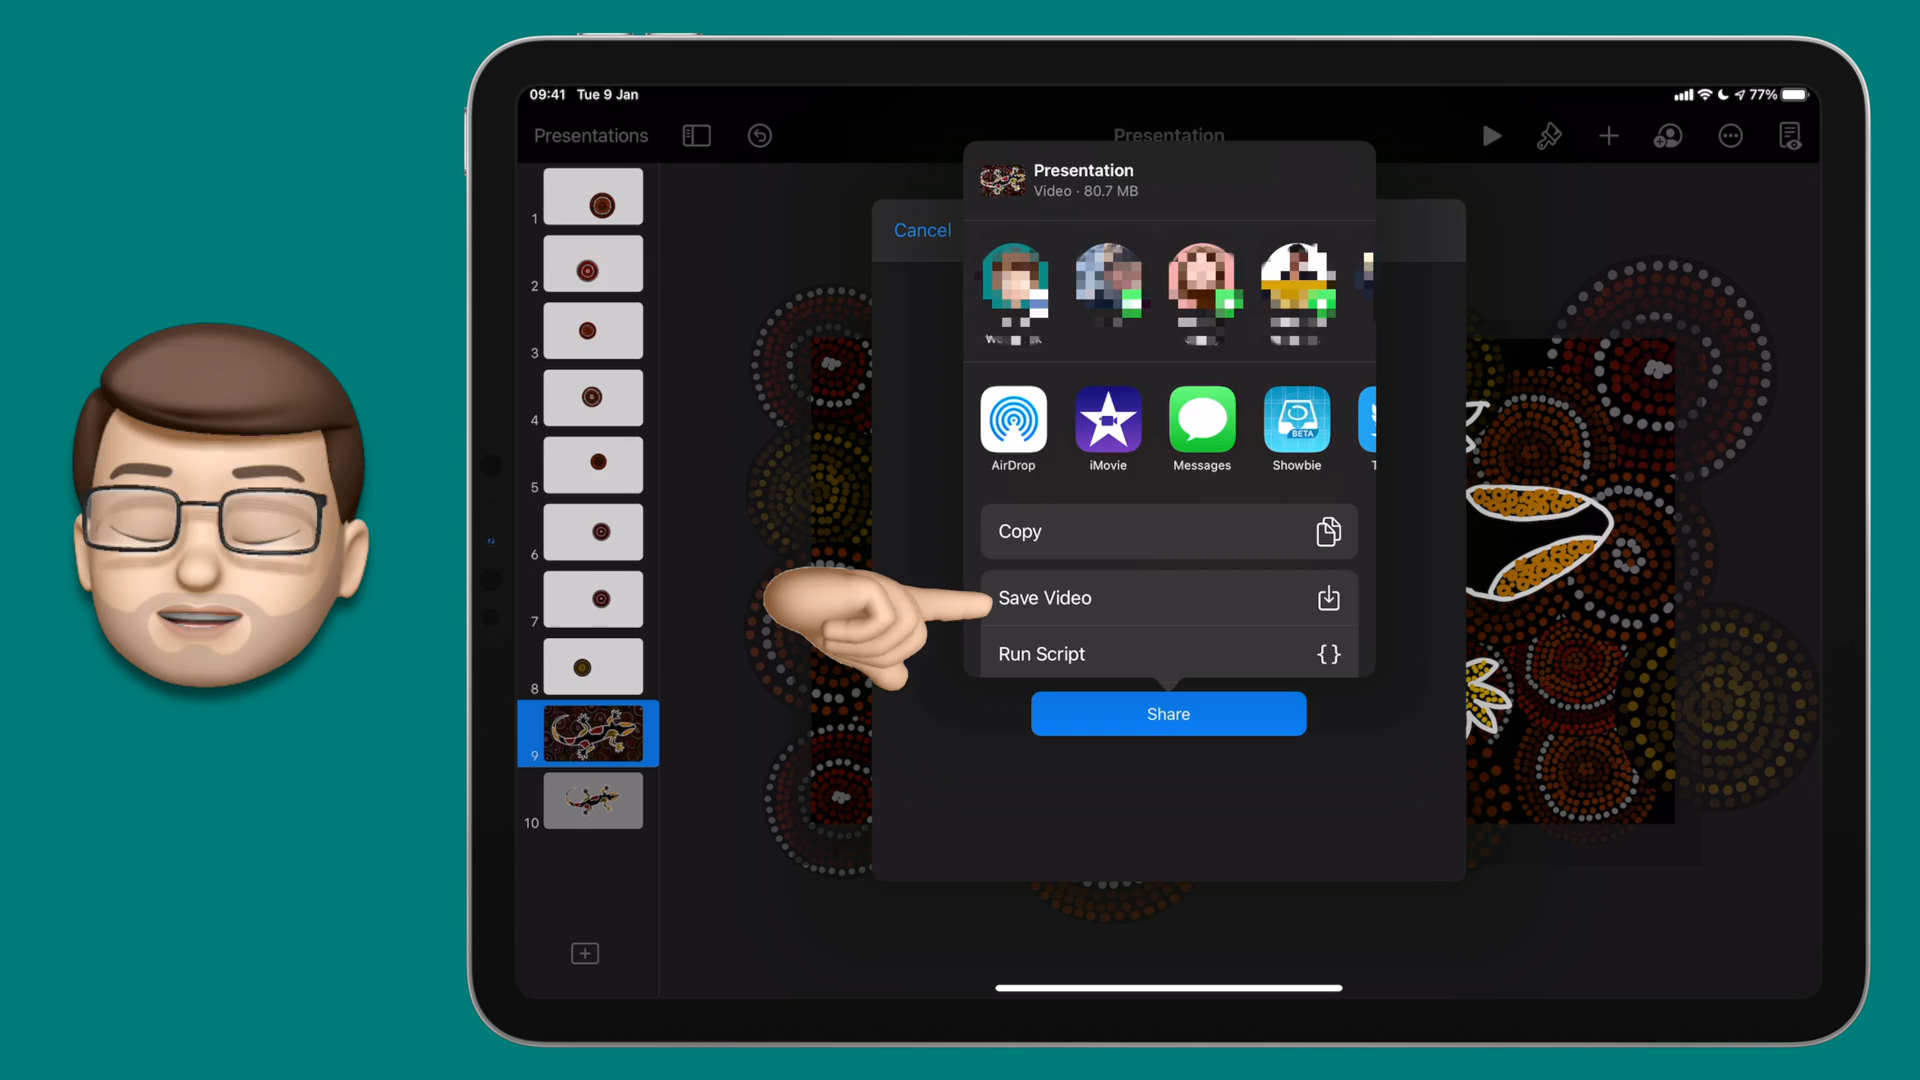 09:41 Tue 9 Jan
77%
Presentations
Presentation
Presentation
Video · 80.7 MB
Cancel
BETA
AirDrop
iMovie
Messages
Showbie
Copy
Save Video
Run Script
Share
1
2
3
4
5
6
7
8
9
10